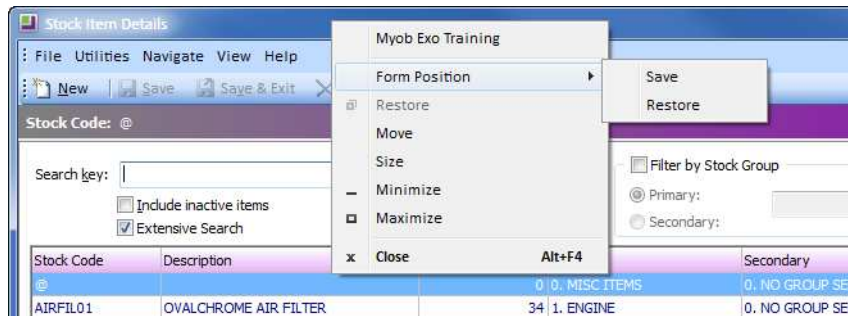 Stock Item Details
File Utilities Navigate View Help
New Save Save & Exit
Stock Code: @
Myob Exo Training
Form Position
Save
Restore
Restore
Move
Size
Minimize
Maximize
x Close Alt+F4
Search key:
Include inactive items
Extensive Search
Filter by Stock Group
Primary:
Secondary:
Stock Code Description Secondary
@ 0 0. MISC ITEMS 0. NO GROUP SE
AIRFIL01 OVALCHROME AIR FILTER 34 1. ENGINE 0. NO GROUP SE